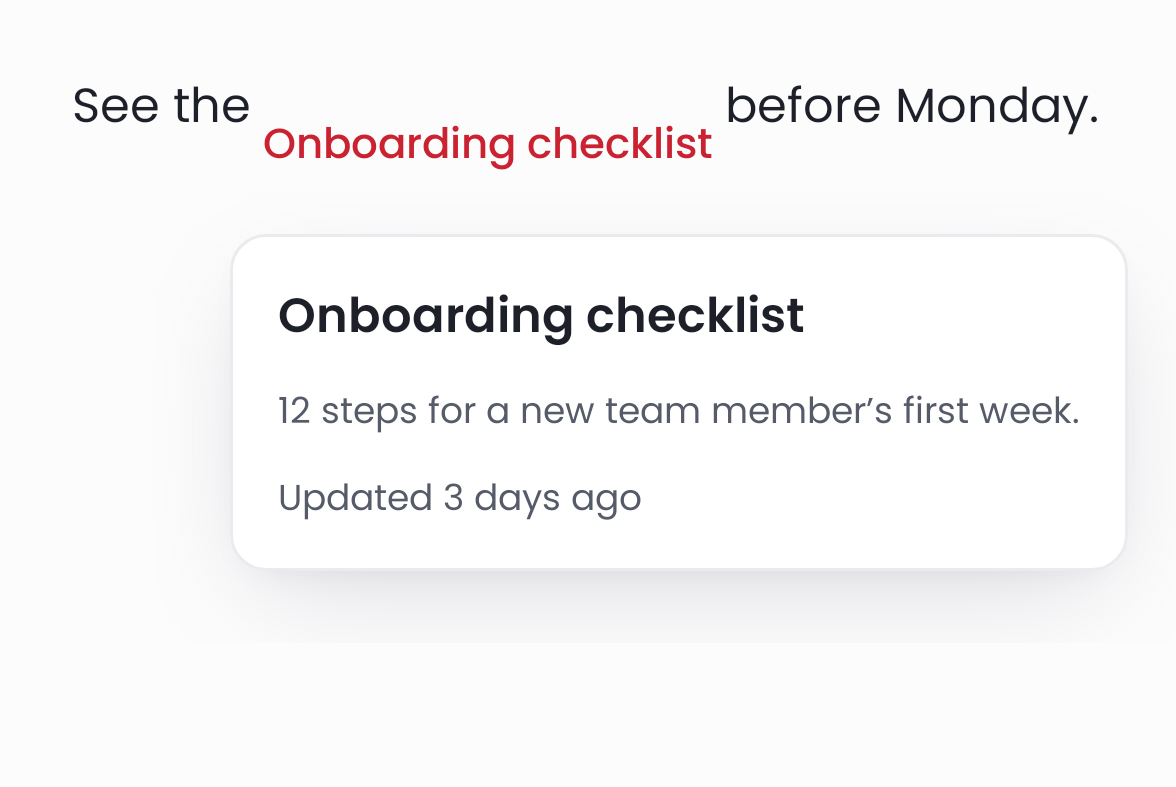 See the Onboarding checklist before Monday.
Onboarding checklist
12 steps for a new team member’s first week.
Updated 3 days ago